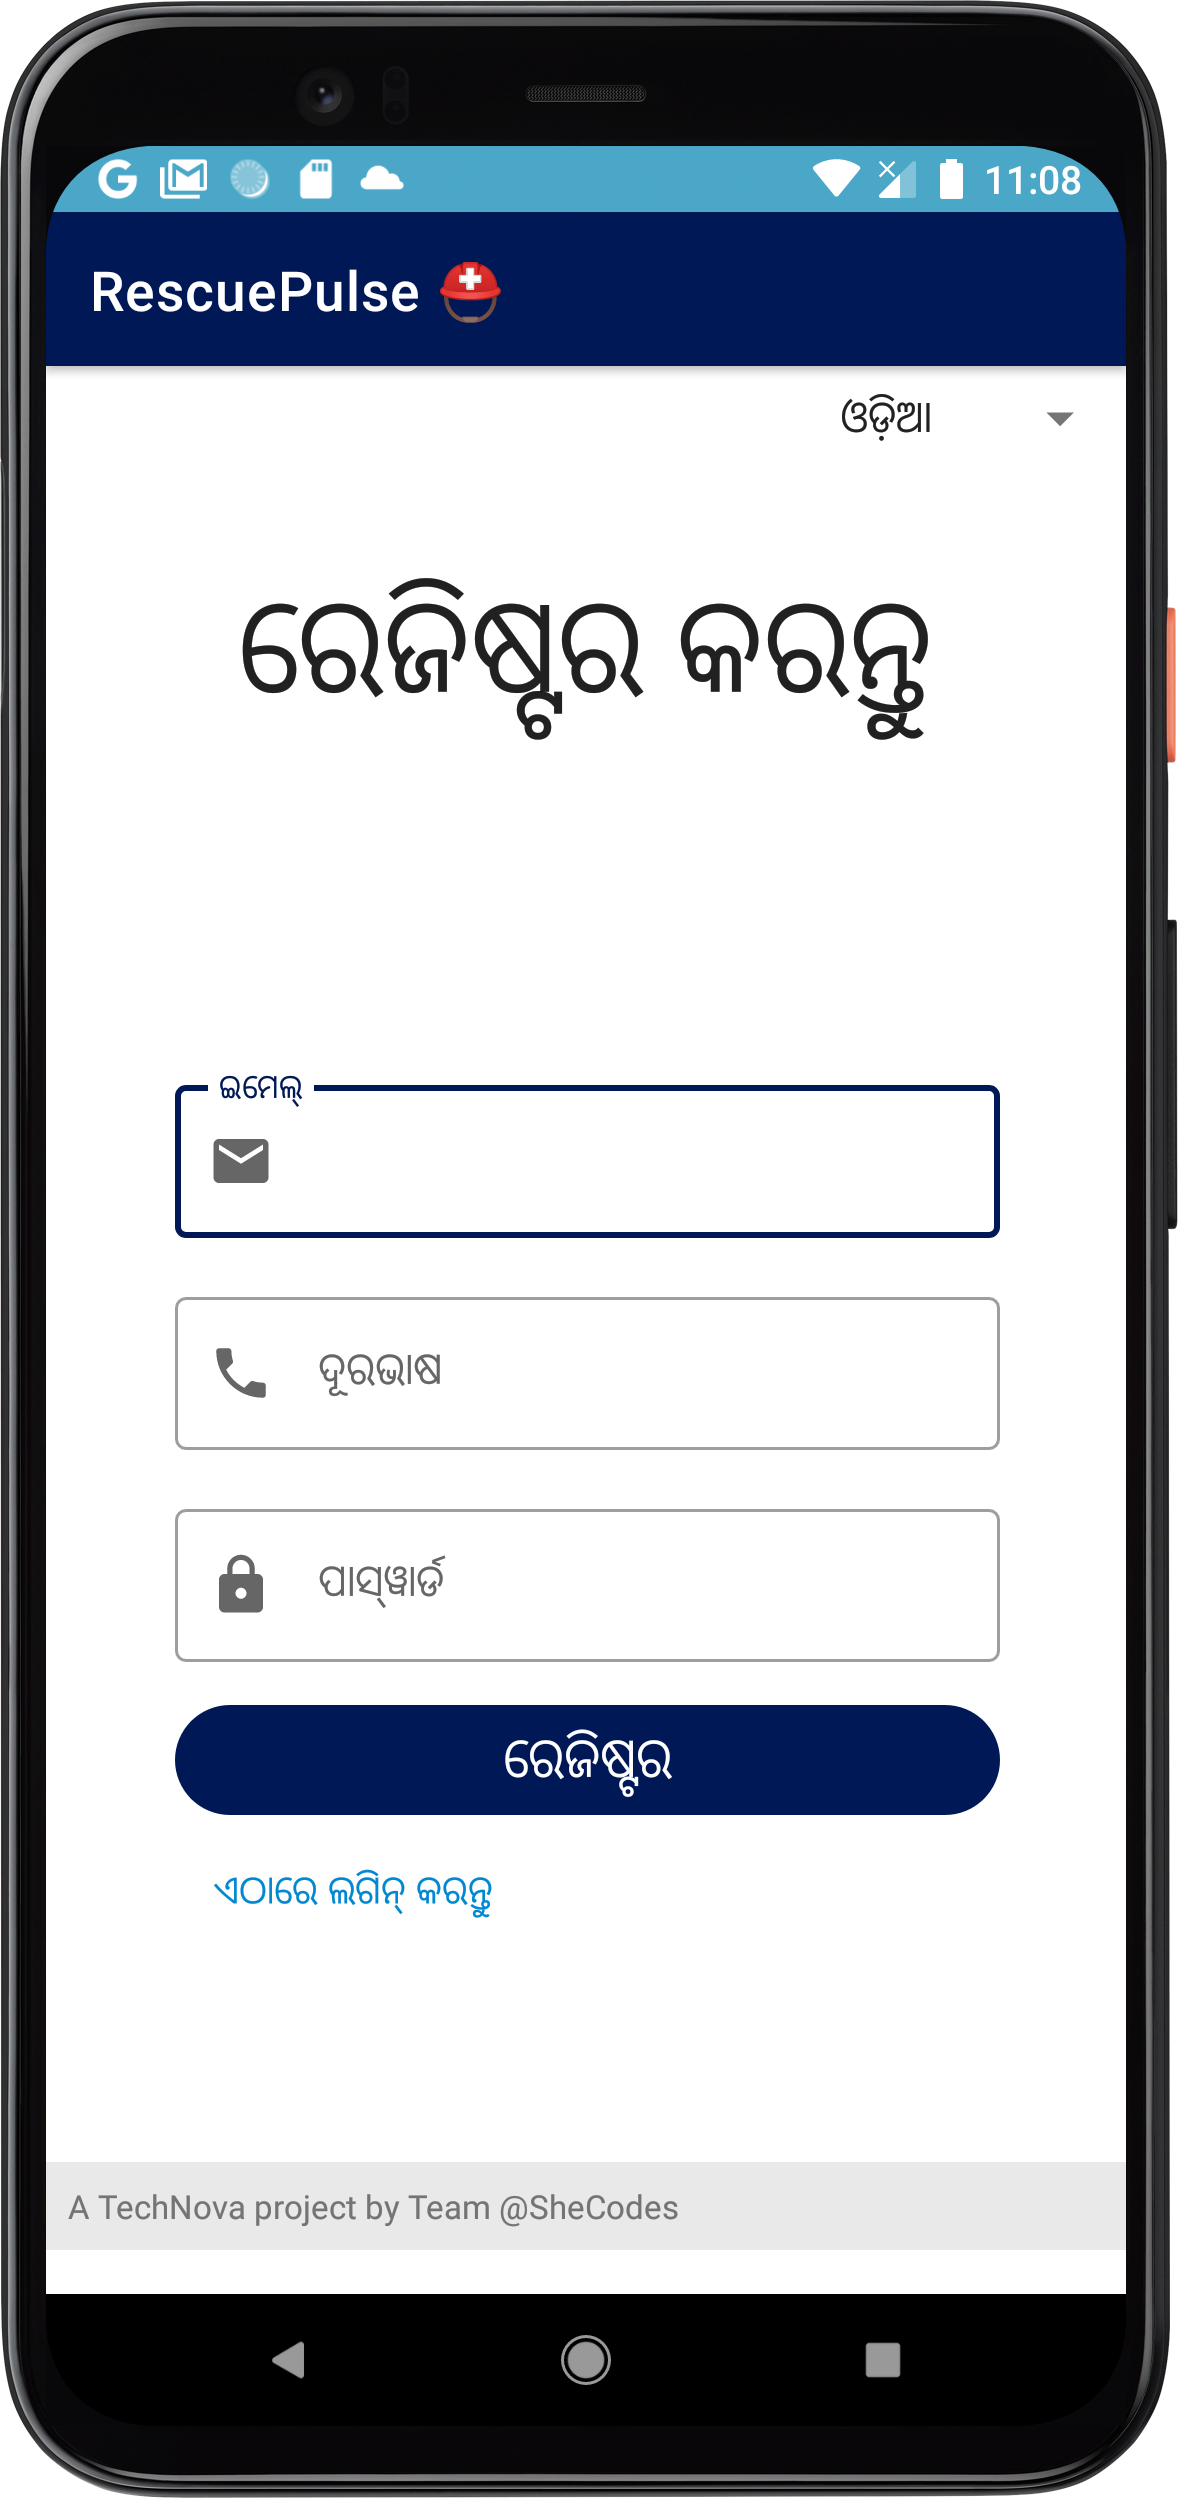 11:08
RescuePulse ⛑️
ଓଡ଼ିଆ
ରେଜିଷ୍ଟର କରନ୍ତୁ
ଇମେଲ୍
ଦୂରଭାଷ
ପାସ୍ୱାର୍ଡ
ରେଜିଷ୍ଟର
ଏଠାରେ ଲଗିନ୍ କରନ୍ତୁ
A TechNova project by Team @SheCodes